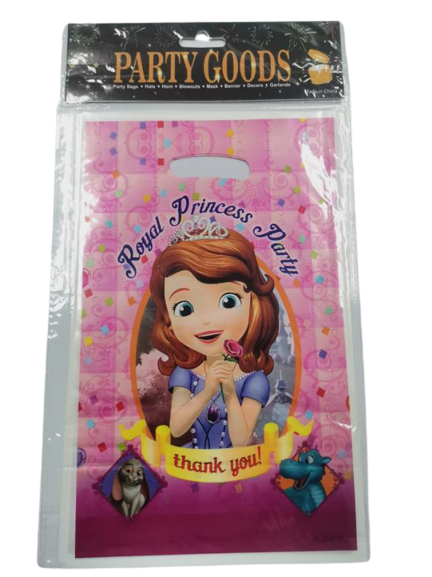 PARTY GOODS
Party Bags • Hats • Horn • Blowouts • Mask • Banner • Decors • Garlands
Royal Princess Party
thank you!